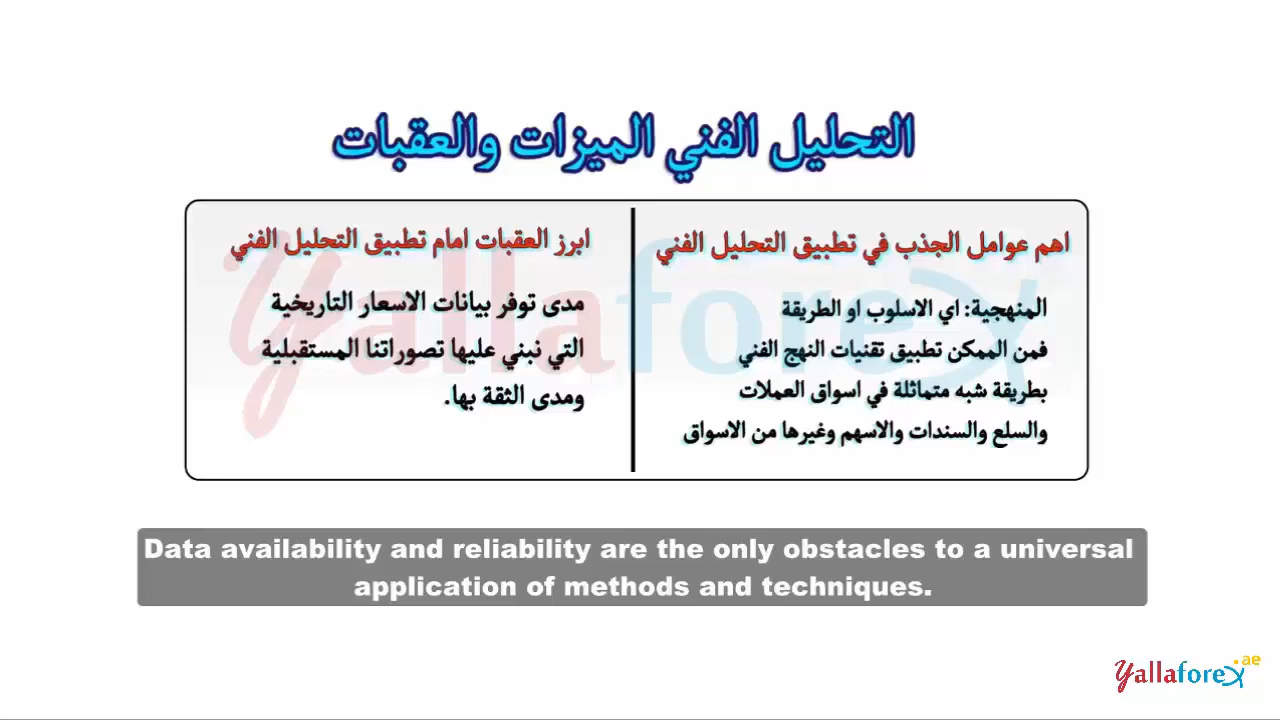 التحليل الفني الميزات والعقبات
اهم عوامل الجذب في تطبيق التحليل الفني
المنهجية: اي الاسلوب او الطريقة
فمن الممكن تطبيق تقنيات النهج الفني
بطريقة شبه متماثلة في اسواق العملات
والسلع والسندات والاسهم وغيرها من الاسواق
ابرز العقبات امام تطبيق التحليل الفني
مدى توفر بيانات الاسعار التاريخية
التي نبني عليها تصوراتنا المستقبلية
ومدى الثقة بها.
yallaforex
Data availability and reliability are the only obstacles to a universal
application of methods and techniques.
yallaforex.ae